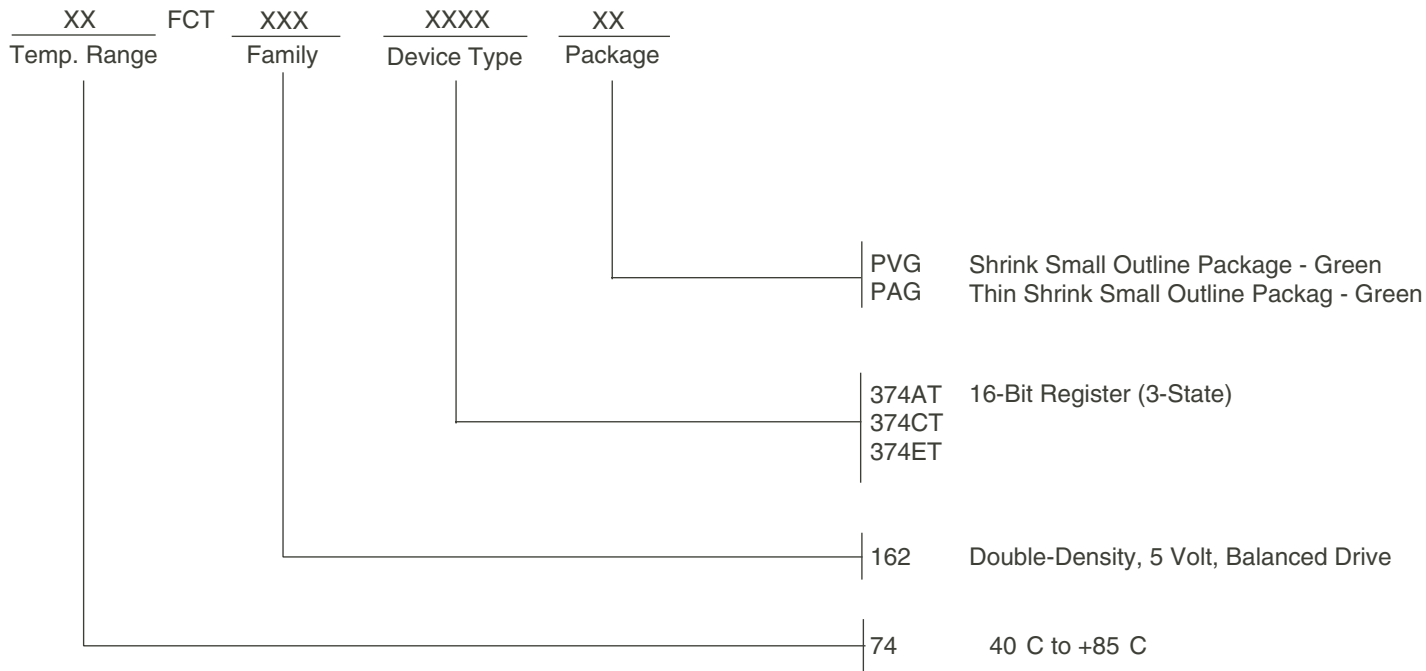 XX FCT XXX XXXX XX
Temp. Range Family Device Type Package
PVG Shrink Small Outline Package - Green
PAG Thin Shrink Small Outline Packag - Green
374AT 16-Bit Register (3-State)
374CT
374ET
162 Double-Density, 5 Volt, Balanced Drive
74 40 C to +85 C